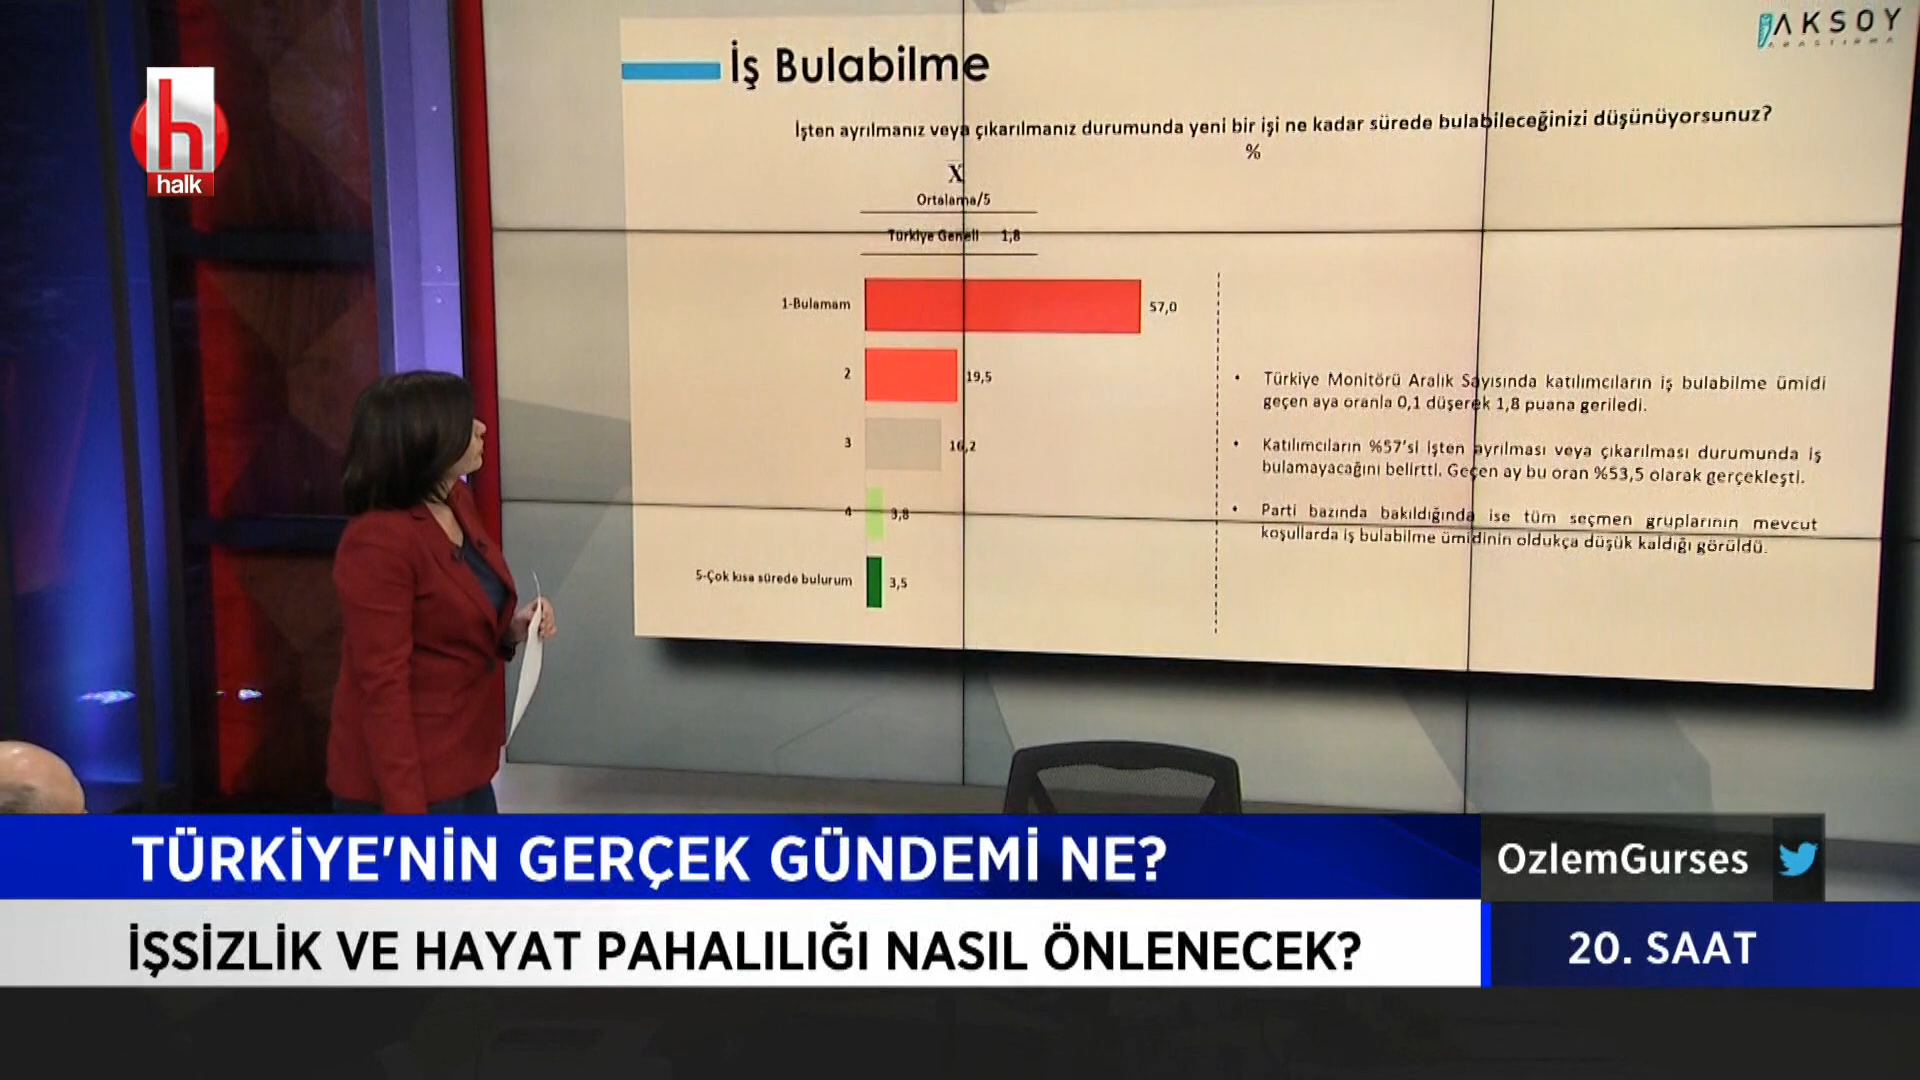 h
halk
AKSOY
ARAŞTIRMA
İş Bulabilme
İşten ayrılmanız veya çıkarılmanız durumunda yeni bir işi ne kadar sürede bulabileceğinizi düşünüyorsunuz?
%
X
Ortalama/5
Türkiye Geneli 1,8
1-Bulamam 57,0
2 19,5
3 16,2
4 3,8
5-Çok kısa sürede bulurum 3,5
• Türkiye Monitörü Aralık Sayısında katılımcıların iş bulabilme ümidi
geçen aya oranla 0,1 düşerek 1,8 puana geriledi.
• Katılımcıların %57'si işten ayrılması veya çıkarılması durumunda iş
bulamayacağını belirtti. Geçen ay bu oran %53,5 olarak gerçekleşti.
• Parti bazında bakıldığında ise tüm seçmen gruplarının mevcut
koşullarda iş bulabilme ümidinin oldukça düşük kaldığı görüldü.
TÜRKİYE'NİN GERÇEK GÜNDEMİ NE?
OzlemGurses
İŞSİZLİK VE HAYAT PAHALILIĞI NASIL ÖNLENECEK?
20. SAAT